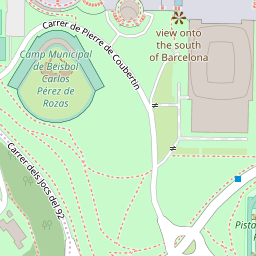 Carrer de Pierre de Coubertin
view onto
the south
of Barcelona
Camp Municipal
de Béisbol
Carlos
Pérez de
Rozas
Carrer dels Jocs del 92
Pista